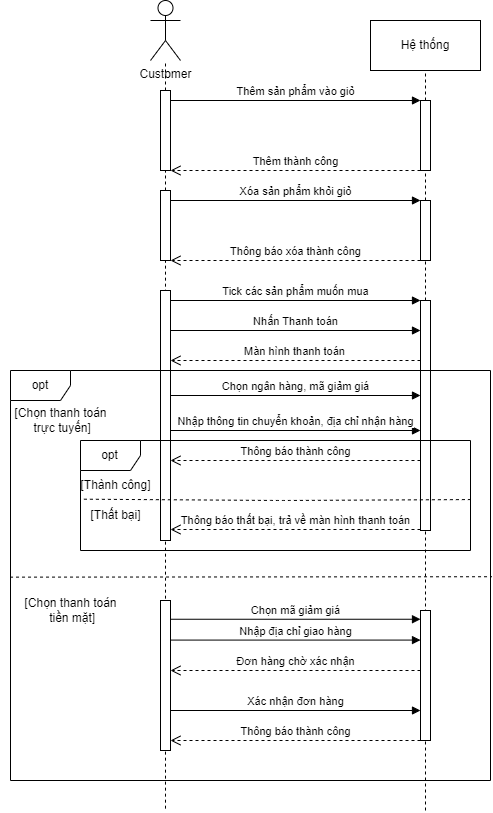 Customer
Hệ thống
Thêm sản phẩm vào giỏ
Thêm thành công
Xóa sản phẩm khỏi giỏ
Thông báo xóa thành công
Tick các sản phẩm muốn mua
Nhấn Thanh toán
Màn hình thanh toán
opt
Chọn ngân hàng, mã giảm giá
[Chọn thanh toán
trực tuyến]
Nhập thông tin chuyển khoản, địa chỉ nhận hàng
opt
Thông báo thành công
[Thành công]
[Thất bại]
Thông báo thất bại, trả về màn hình thanh toán
[Chọn thanh toán
tiền mặt]
Chọn mã giảm giá
Nhập địa chỉ giao hàng
Đơn hàng chờ xác nhận
Xác nhận đơn hàng
Thông báo thành công